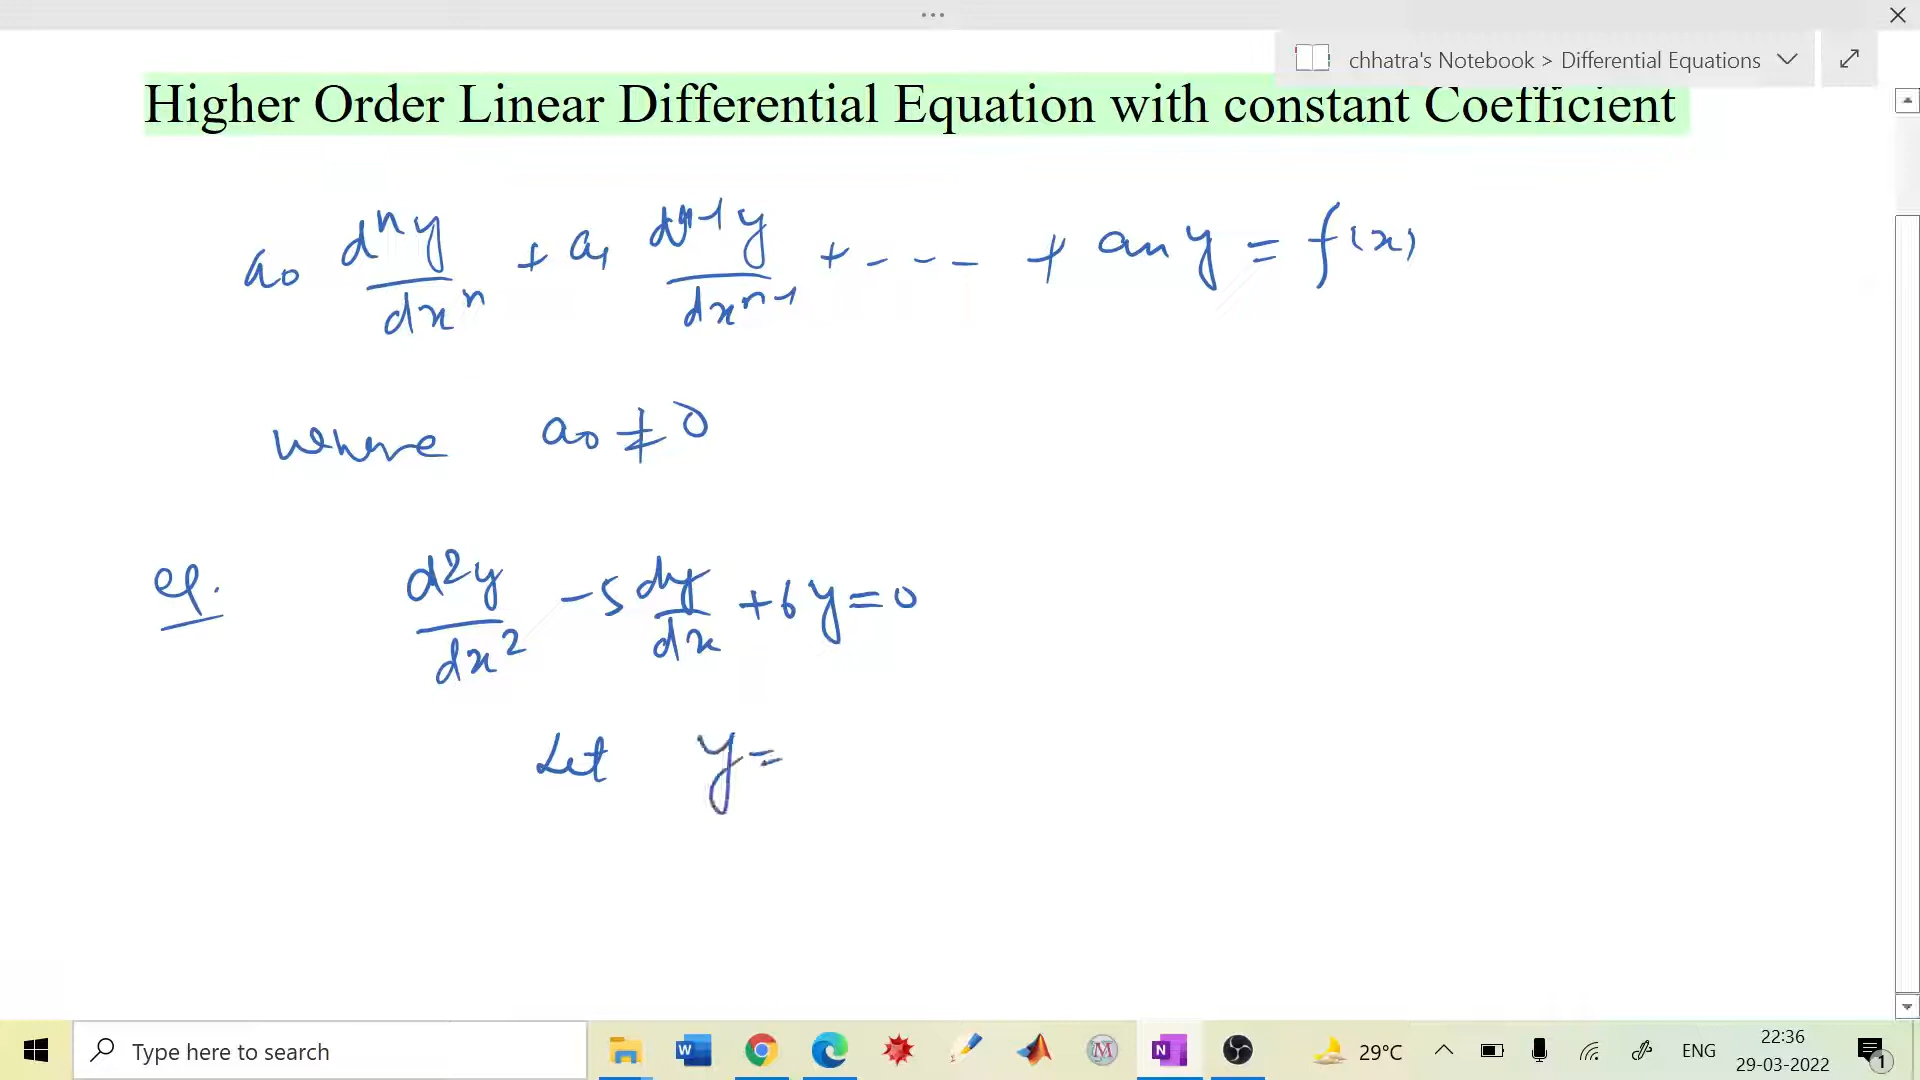 chhatra's Notebook > Differential Equations
Higher Order Linear Differential Equation with constant Coefficient
a₀ dⁿy/dxⁿ + a₁ dⁿ⁻¹y/dxⁿ⁻¹ + - - - + aₙ y = f(x)
where a₀ ≠ 0
eg. d²y/dx² - 5 dy/dx + 6y = 0
Let y =
Type here to search
29°C
ENG
22:36
29-03-2022
1